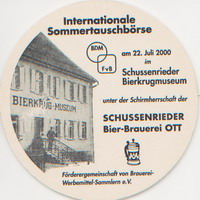 Internationale
Sommertauschbörse
BDM
FvB
am 22. Juli 2000
im
Schussenrieder
Bierkrugmuseum
unter der Schirmherrschaft der
BIERKRUG-MUSEUM
SCHUSSENRIEDER
Bier-Brauerei OTT
Förderergemeinschaft von Brauerei-
Werbemittel-Sammlern e.V.